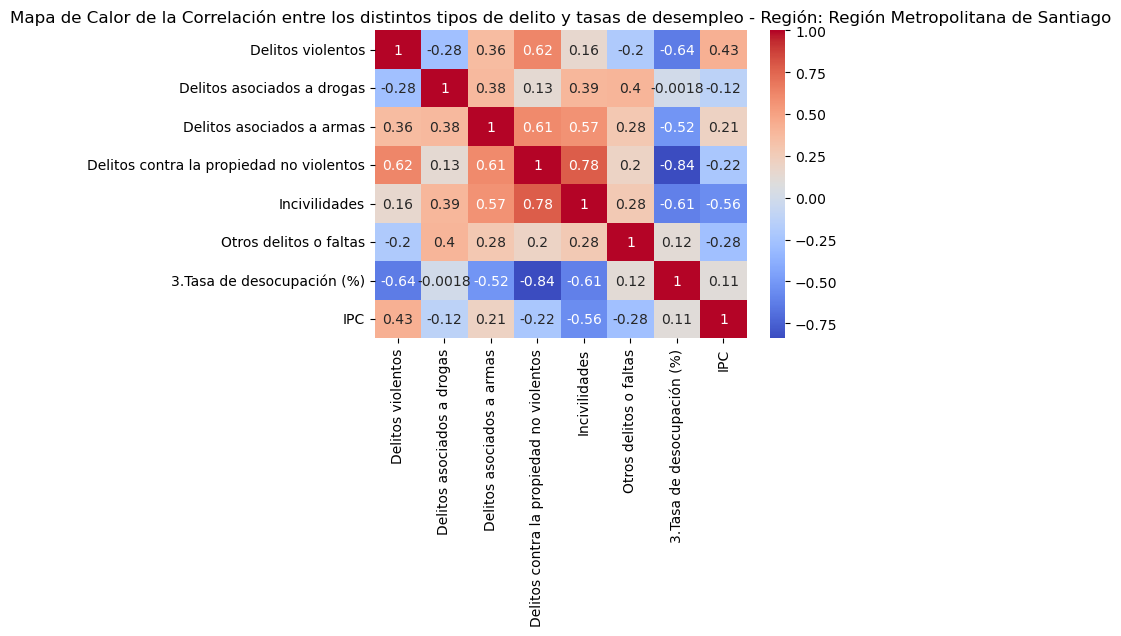 Mapa de Calor de la Correlación entre los distintos tipos de delito y tasas de desempleo - Región: Región Metropolitana de Santiago
Delitos violentos 1 -0.28 0.36 0.62 0.16 -0.2 -0.64 0.43
Delitos asociados a drogas -0.28 1 0.38 0.13 0.39 0.4 -0.0018 -0.12
Delitos asociados a armas 0.36 0.38 1 0.61 0.57 0.28 -0.52 0.21
Delitos contra la propiedad no violentos 0.62 0.13 0.61 1 0.78 0.2 -0.84 -0.22
Incivilidades 0.16 0.39 0.57 0.78 1 0.28 -0.61 -0.56
Otros delitos o faltas -0.2 0.4 0.28 0.2 0.28 1 0.12 -0.28
3.Tasa de desocupación (%) -0.64 -0.0018 -0.52 -0.84 -0.61 0.12 1 0.11
IPC 0.43 -0.12 0.21 -0.22 -0.56 -0.28 0.11 1
Delitos violentos
Delitos asociados a drogas
Delitos asociados a armas
Delitos contra la propiedad no violentos
Incivilidades
Otros delitos o faltas
3.Tasa de desocupación (%)
IPC
1.00
0.75
0.50
0.25
0.00
-0.25
-0.50
-0.75